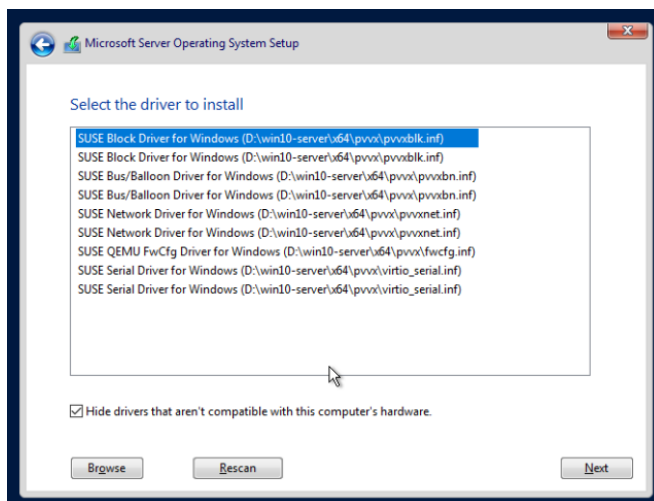 Microsoft Server Operating System Setup
Select the driver to install
SUSE Block Driver for Windows (D:\win10-server\x64\pvvx\pvvxblk.inf)
SUSE Block Driver for Windows (D:\win10-server\x64\pvvx\pvvxblk.inf)
SUSE Bus/Balloon Driver for Windows (D:\win10-server\x64\pvvx\pvvxbn.inf)
SUSE Bus/Balloon Driver for Windows (D:\win10-server\x64\pvvx\pvvxbn.inf)
SUSE Network Driver for Windows (D:\win10-server\x64\pvvx\pvvxnet.inf)
SUSE Network Driver for Windows (D:\win10-server\x64\pvvx\pvvxnet.inf)
SUSE QEMU FwCfg Driver for Windows (D:\win10-server\x64\pvvx\fwcfg.inf)
SUSE Serial Driver for Windows (D:\win10-server\x64\pvvx\virtio_serial.inf)
SUSE Serial Driver for Windows (D:\win10-server\x64\pvvx\virtio_serial.inf)
Hide drivers that aren't compatible with this computer's hardware.
Browse Rescan Next